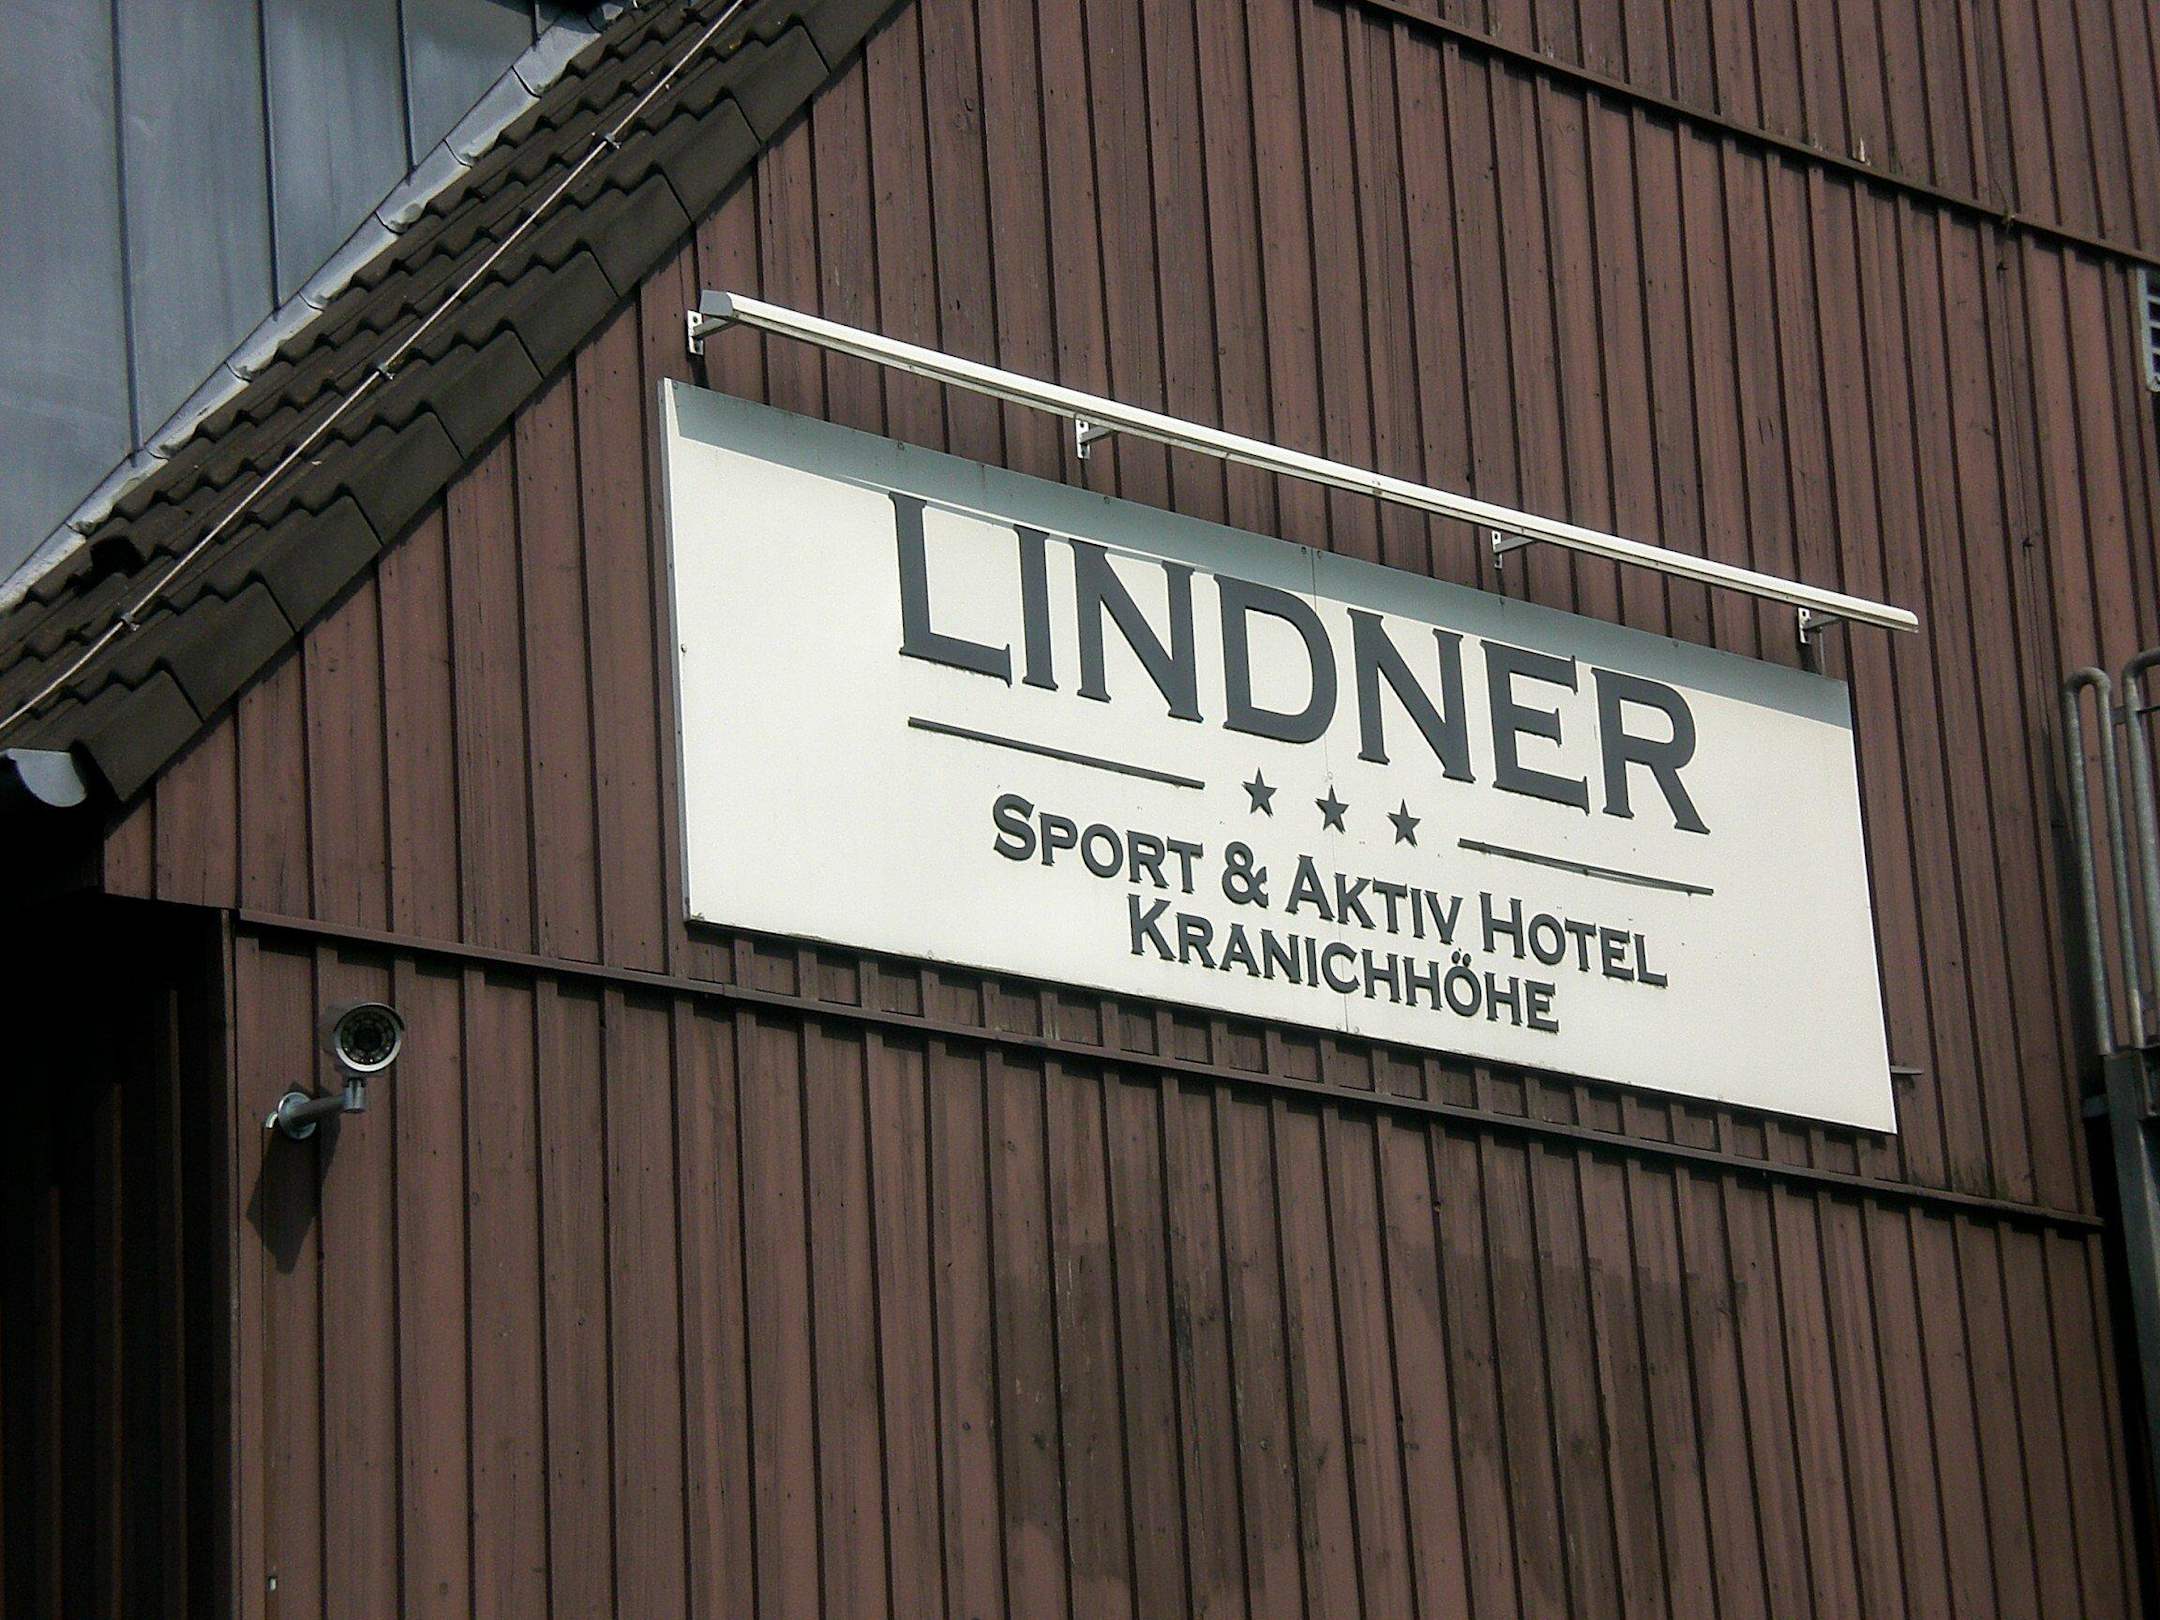 LINDNER
★ ★ ★
SPORT & AKTIV HOTEL
KRANICHHÖHE